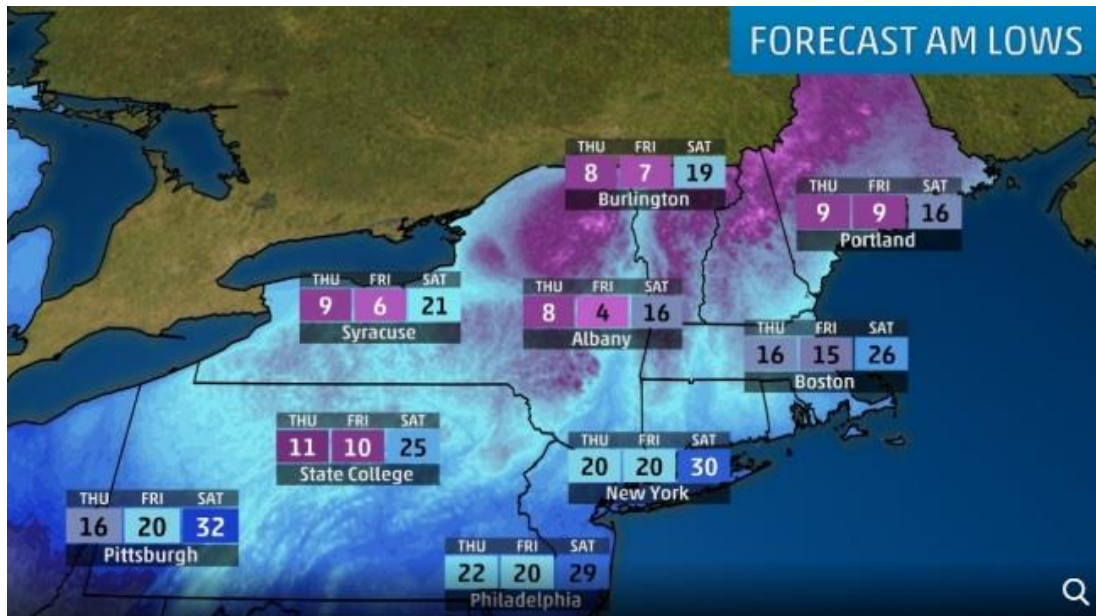 FORECAST AM LOWS
THU FRI SAT
8 7 19
Burlington
THU FRI SAT
9 9 16
Portland
THU FRI SAT
9 6 21
Syracuse
THU FRI SAT
8 4 16
Albany
THU FRI SAT
16 15 26
Boston
THU FRI SAT
11 10 25
State College
THU FRI SAT
20 20 30
New York
THU FRI SAT
16 20 32
Pittsburgh
THU FRI SAT
22 20 29
Philadelphia